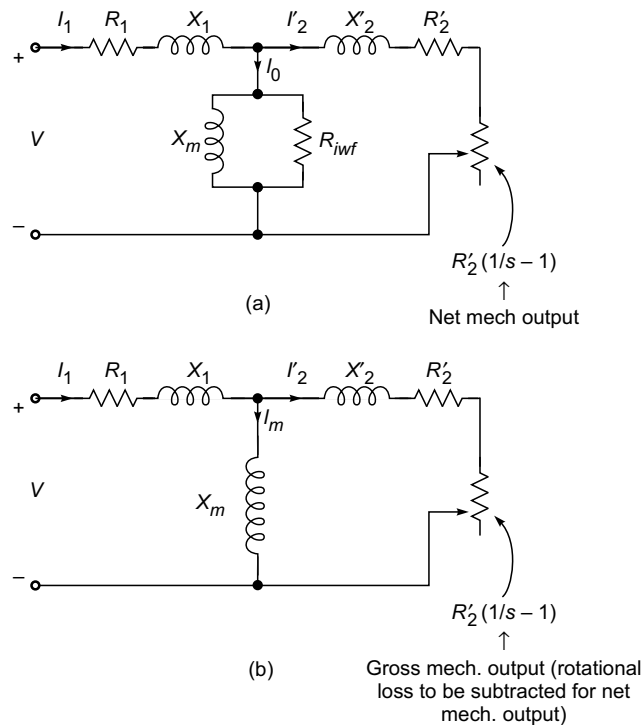 I1 R1 X1 I′2 X′2 R′2
+
I0
V
Xm
Riwf
–
R′2 (1/s – 1)
(a)
↑
Net mech output
I1 R1 X1 I′2 X′2 R′2
+
Im
V
Xm
–
R′2 (1/s – 1)
(b)
↑
Gross mech. output (rotational
loss to be subtracted for net
mech. output)